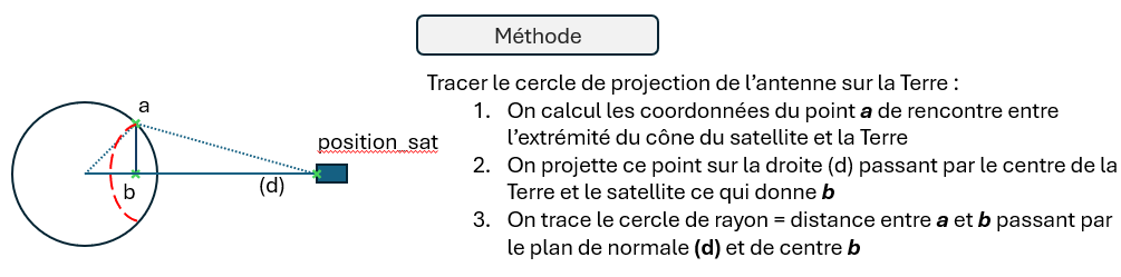 Méthode
Tracer le cercle de projection de l'antenne sur la Terre :
1. On calcul les coordonnées du point a de rencontre entre
l'extrémité du cône du satellite et la Terre
2. On projette ce point sur la droite (d) passant par le centre de la
Terre et le satellite ce qui donne b
3. On trace le cercle de rayon = distance entre a et b passant par
le plan de normale (d) et de centre b
a
position_sat
b
(d)